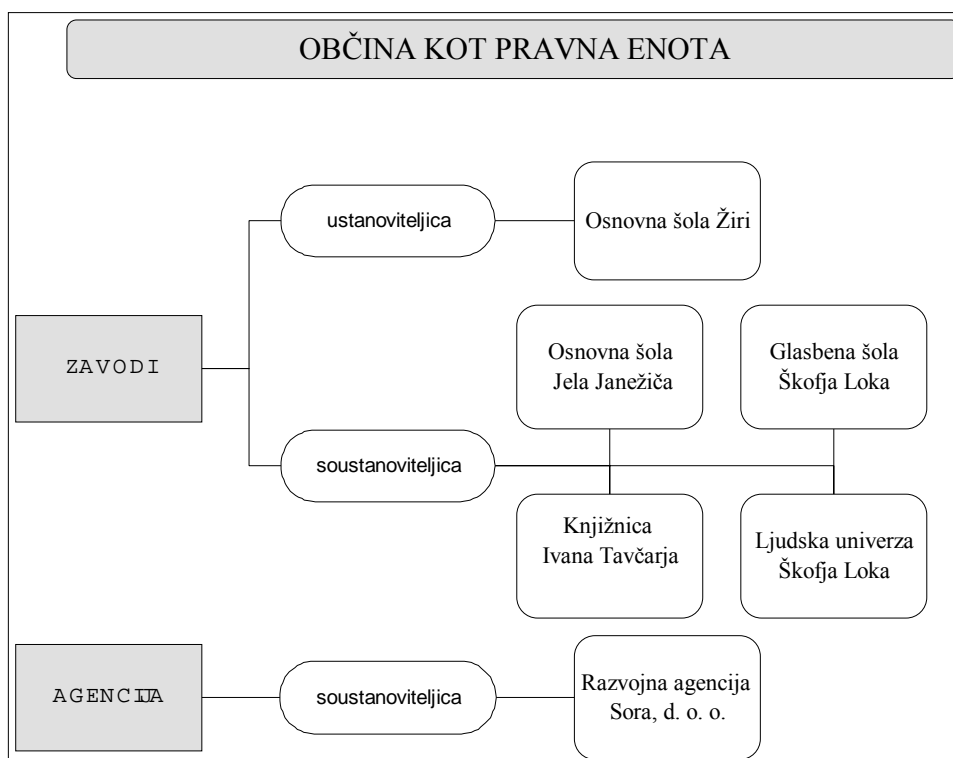 OBČINA KOT PRAVNA ENOTA
ustanoviteljica
Osnovna šola Žiri
ZAVODI
Osnovna šola
Jela Janežiča
Glasbena šola
Škofja Loka
soustanoviteljica
Knjižnica
Ivana Tavčarja
Ljudska univerza
Škofja Loka
AGENCIJA
soustanoviteljica
Razvojna agencija
Sora, d. o. o.